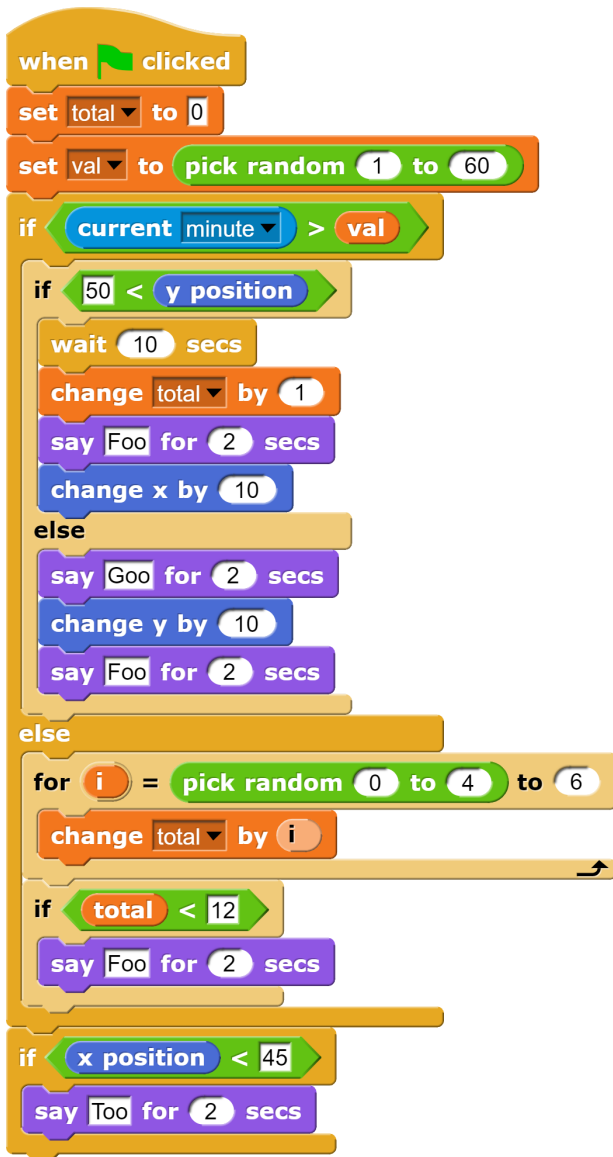 when clicked
set total to 0
set val to pick random 1 to 60
if current minute > val
if 50 < y position
wait 10 secs
change total by 1
say Foo for 2 secs
change x by 10
else
say Goo for 2 secs
change y by 10
say Foo for 2 secs
else
for i = pick random 0 to 4 to 6
change total by i
if total < 12
say Foo for 2 secs
if x position < 45
say Too for 2 secs